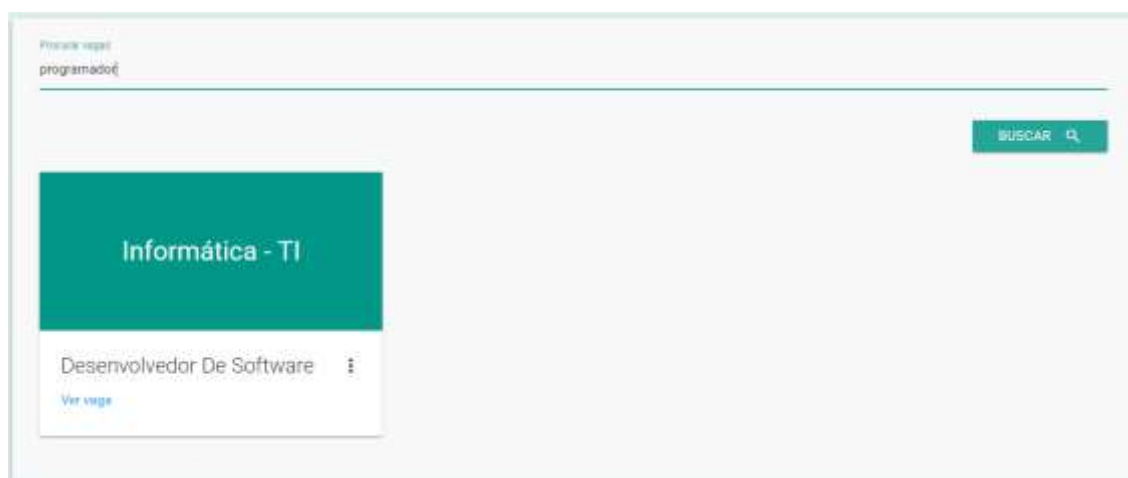 Procurar vagas
programador
BUSCAR
Informática - TI
Desenvolvedor De Software
Ver vaga